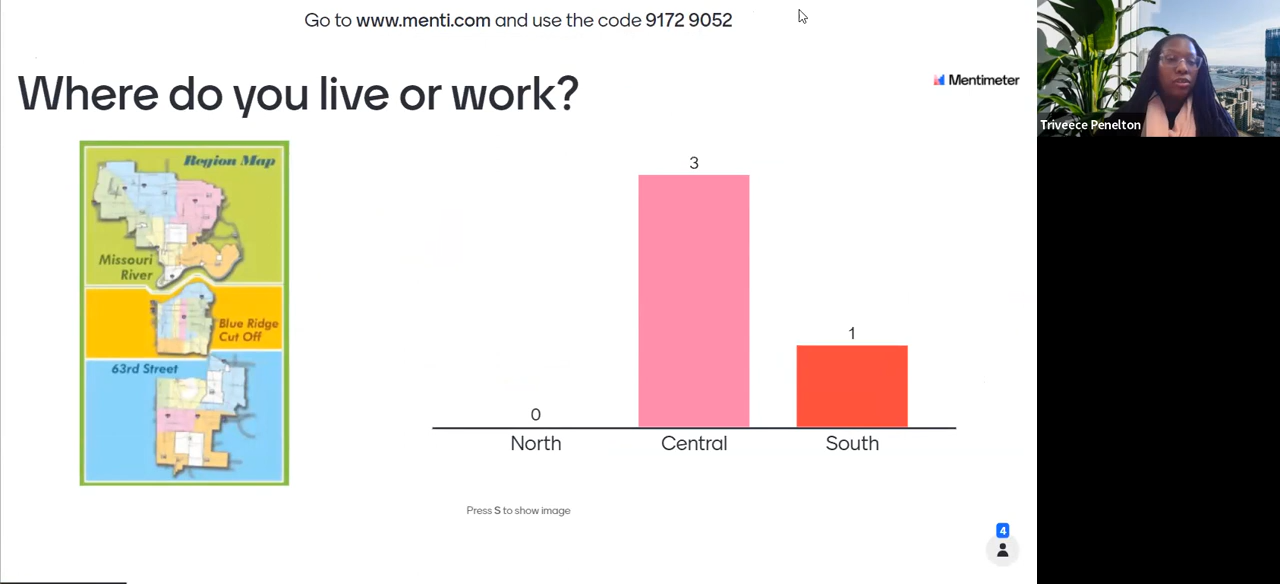 Go to www.menti.com and use the code 9172 9052
Where do you live or work?
Mentimeter
Triveece Penelton
Region Map
Missouri
River
Blue Ridge
Cut Off
63rd Street
3
1
0
North
Central
South
Press S to show image
4